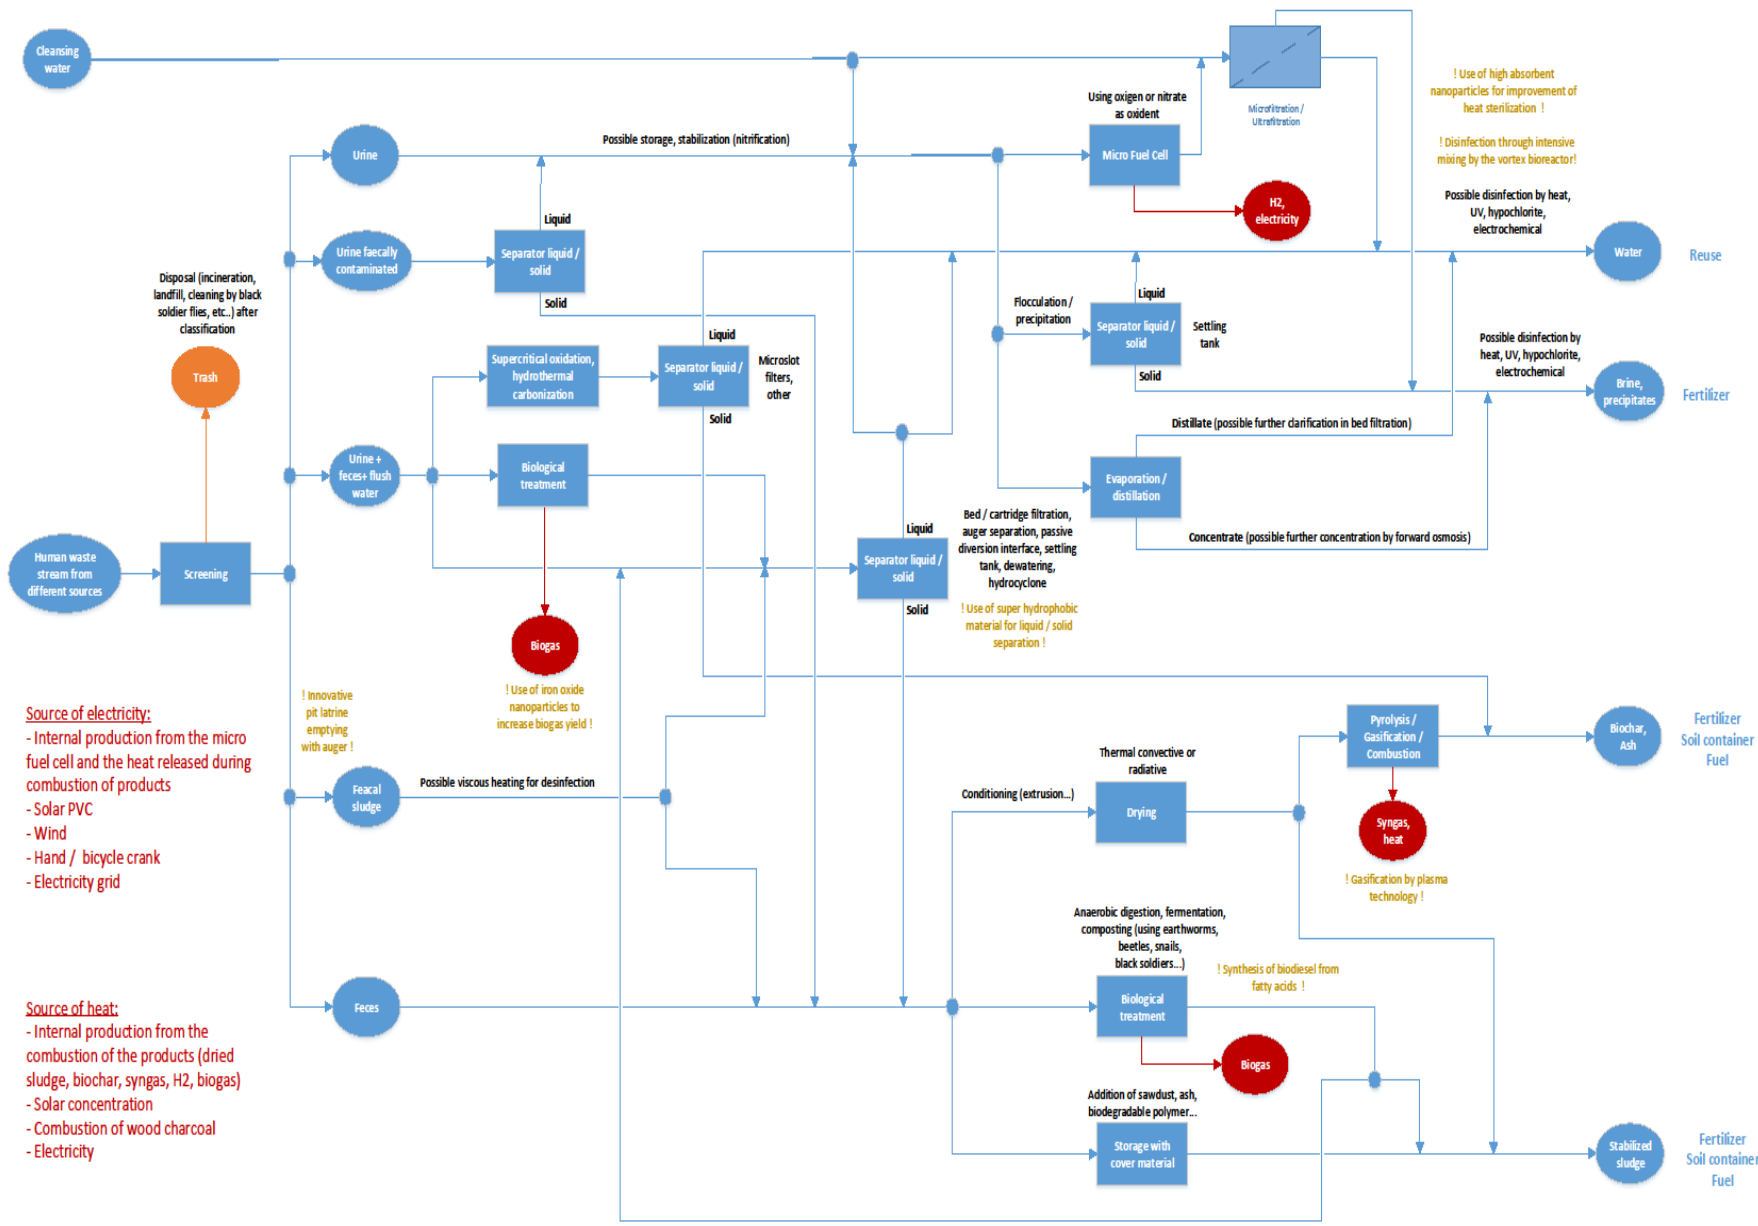 Cleansing
water
Urine
Possible storage, stabilization (nitrification)
Using oxigen or nitrate
as oxident
Micro Fuel Cell
Microfiltration /
Ultrafiltration
! Use of high absorbent
nanoparticles for improvement of
heat sterilization !
! Disinfection through intensive
mixing by the vortex bioreactor!
Possible disinfection by heat,
UV, hypochlorite,
electrochemical
H2,
electricity
Water
Reuse
Liquid
Urine faecally
contaminated
Separator liquid /
solid
Solid
Disposal (incineration,
landfill, cleaning by black
soldier flies, etc..) after
classification
Trash
Flocculation /
precipitation
Liquid
Separator liquid /
solid
Solid
Settling
tank
Supercritical oxidation,
hydrothermal
carbonization
Liquid
Separator liquid /
solid
Solid
Microslot
filters,
other
Possible disinfection by
heat, UV, hypochlorite,
electrochemical
Brine,
precipitates
Fertilizer
Distillate (possible further clarification in bed filtration)
Evaporation /
distillation
Concentrate (possible further concentration by forward osmosis)
Urine +
feces+ flush
water
Biological
treatment
Biogas
! Use of iron oxide
nanoparticles to
increase biogas yield !
Human waste
stream from
different sources
Screening
Liquid
Separator liquid /
solid
Solid
Bed / cartridge filtration,
auger separation, passive
diversion interface, settling
tank, dewatering,
hydrocyclone
! Use of super hydrophobic
material for liquid / solid
separation !
! Innovative
pit latrine
emptying
with auger !
Source of electricity:
- Internal production from the micro
fuel cell and the heat released during
combustion of products
- Solar PVC
- Wind
- Hand / bicycle crank
- Electricity grid
Feacal
sludge
Possible viscous heating for desinfection
Conditioning (extrusion...)
Thermal convective or
radiative
Drying
Pyrolysis /
Gasification /
Combustion
Syngas,
heat
! Gasification by plasma
technology !
Biochar,
Ash
Fertilizer
Soil container
Fuel
Source of heat:
- Internal production from the
combustion of the products (dried
sludge, biochar, syngas, H2, biogas)
- Solar concentration
- Combustion of wood charcoal
- Electricity
Feces
Anaerobic digestion, fermentation,
composting (using earthworms,
beetles, snails,
black soldiers...)
Biological
treatment
! Synthesis of biodiesel from
fatty acids !
Biogas
Addition of sawdust, ash,
biodegradable polymer...
Storage with
cover material
Stabilized
sludge
Fertilizer
Soil container
Fuel